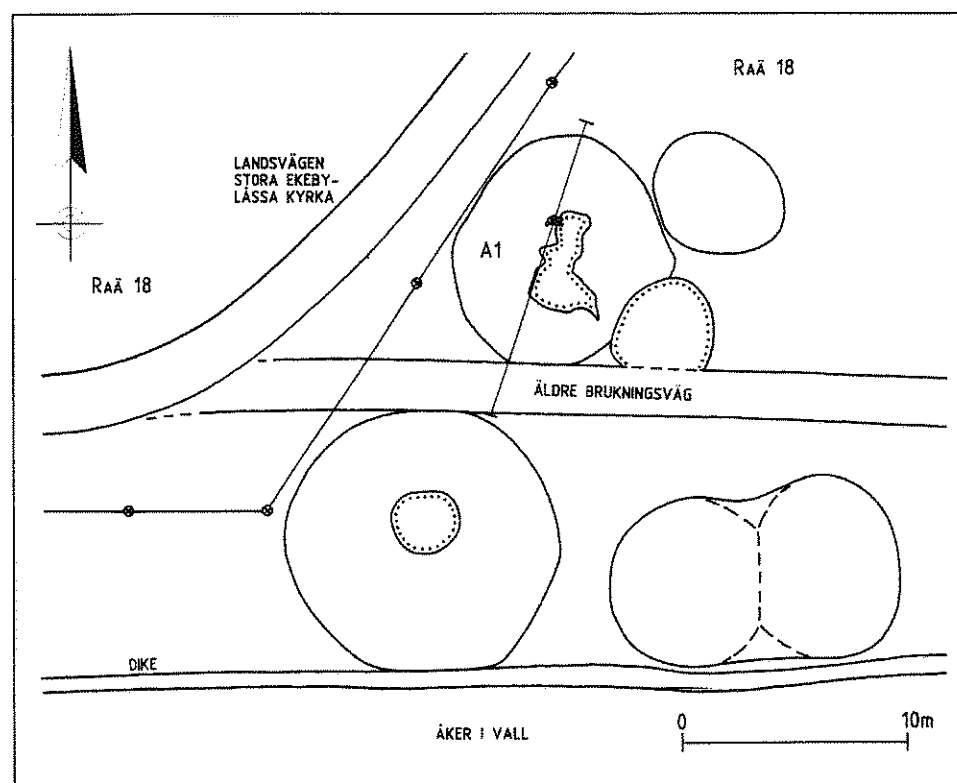 RAÄ 18
LANDSVÄGEN
STORA EKEBY-
LÅSSA KYRKA
A1
RAÄ 18
ÄLDRE BRUKNINGSVÄG
DIKE
ÅKER I VALL
0 10m